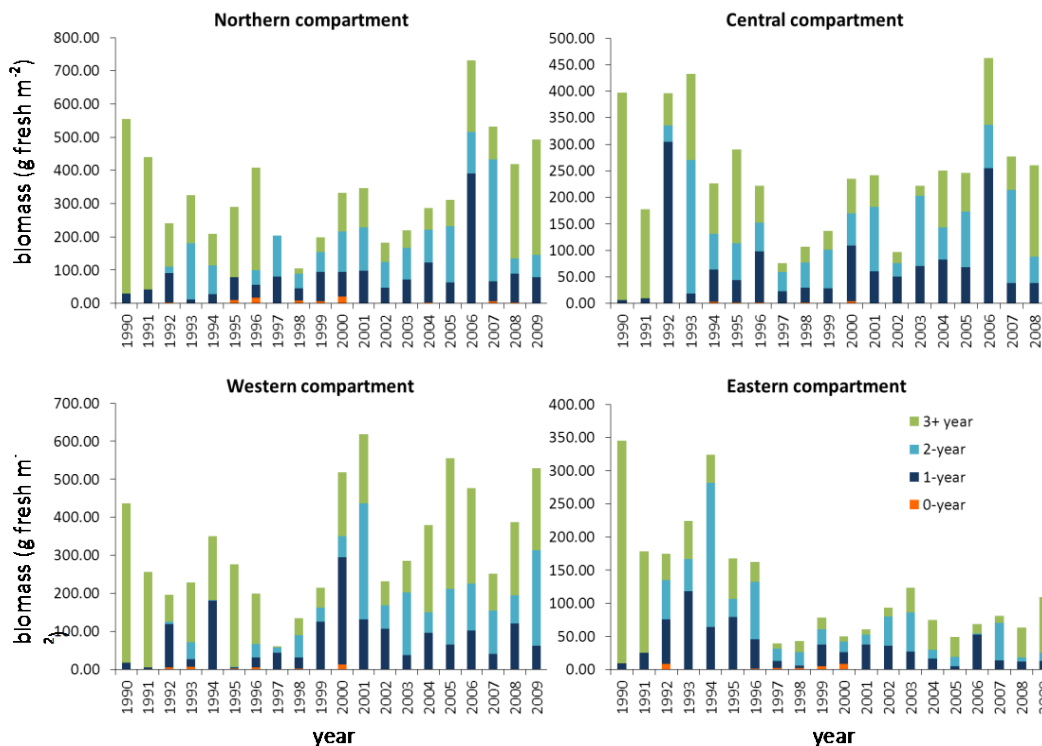 Northern compartment
Central compartment
biomass (g fresh m-2)
800.00
700.00
600.00
500.00
400.00
300.00
200.00
100.00
0.00
1990 1991 1992 1993 1994 1995 1996 1997 1998 1999 2000 2001 2002 2003 2004 2005 2006 2007 2008 2009
500.00
450.00
400.00
350.00
300.00
250.00
200.00
150.00
100.00
50.00
0.00
1990 1991 1992 1993 1994 1995 1996 1997 1998 1999 2000 2001 2002 2003 2004 2005 2006 2007 2008
Western compartment
Eastern compartment
biomass (g fresh m-
2)
700.00
600.00
500.00
400.00
300.00
200.00
100.00
0.00
1990 1991 1992 1993 1994 1995 1996 1997 1998 1999 2000 2001 2002 2003 2004 2005 2006 2007 2008 2009
400.00
350.00
300.00
250.00
200.00
150.00
100.00
50.00
0.00
3+ year
2-year
1-year
0-year
1990 1991 1992 1993 1994 1995 1996 1997 1998 1999 2000 2001 2002 2003 2004 2005 2006 2007 2008
year
year